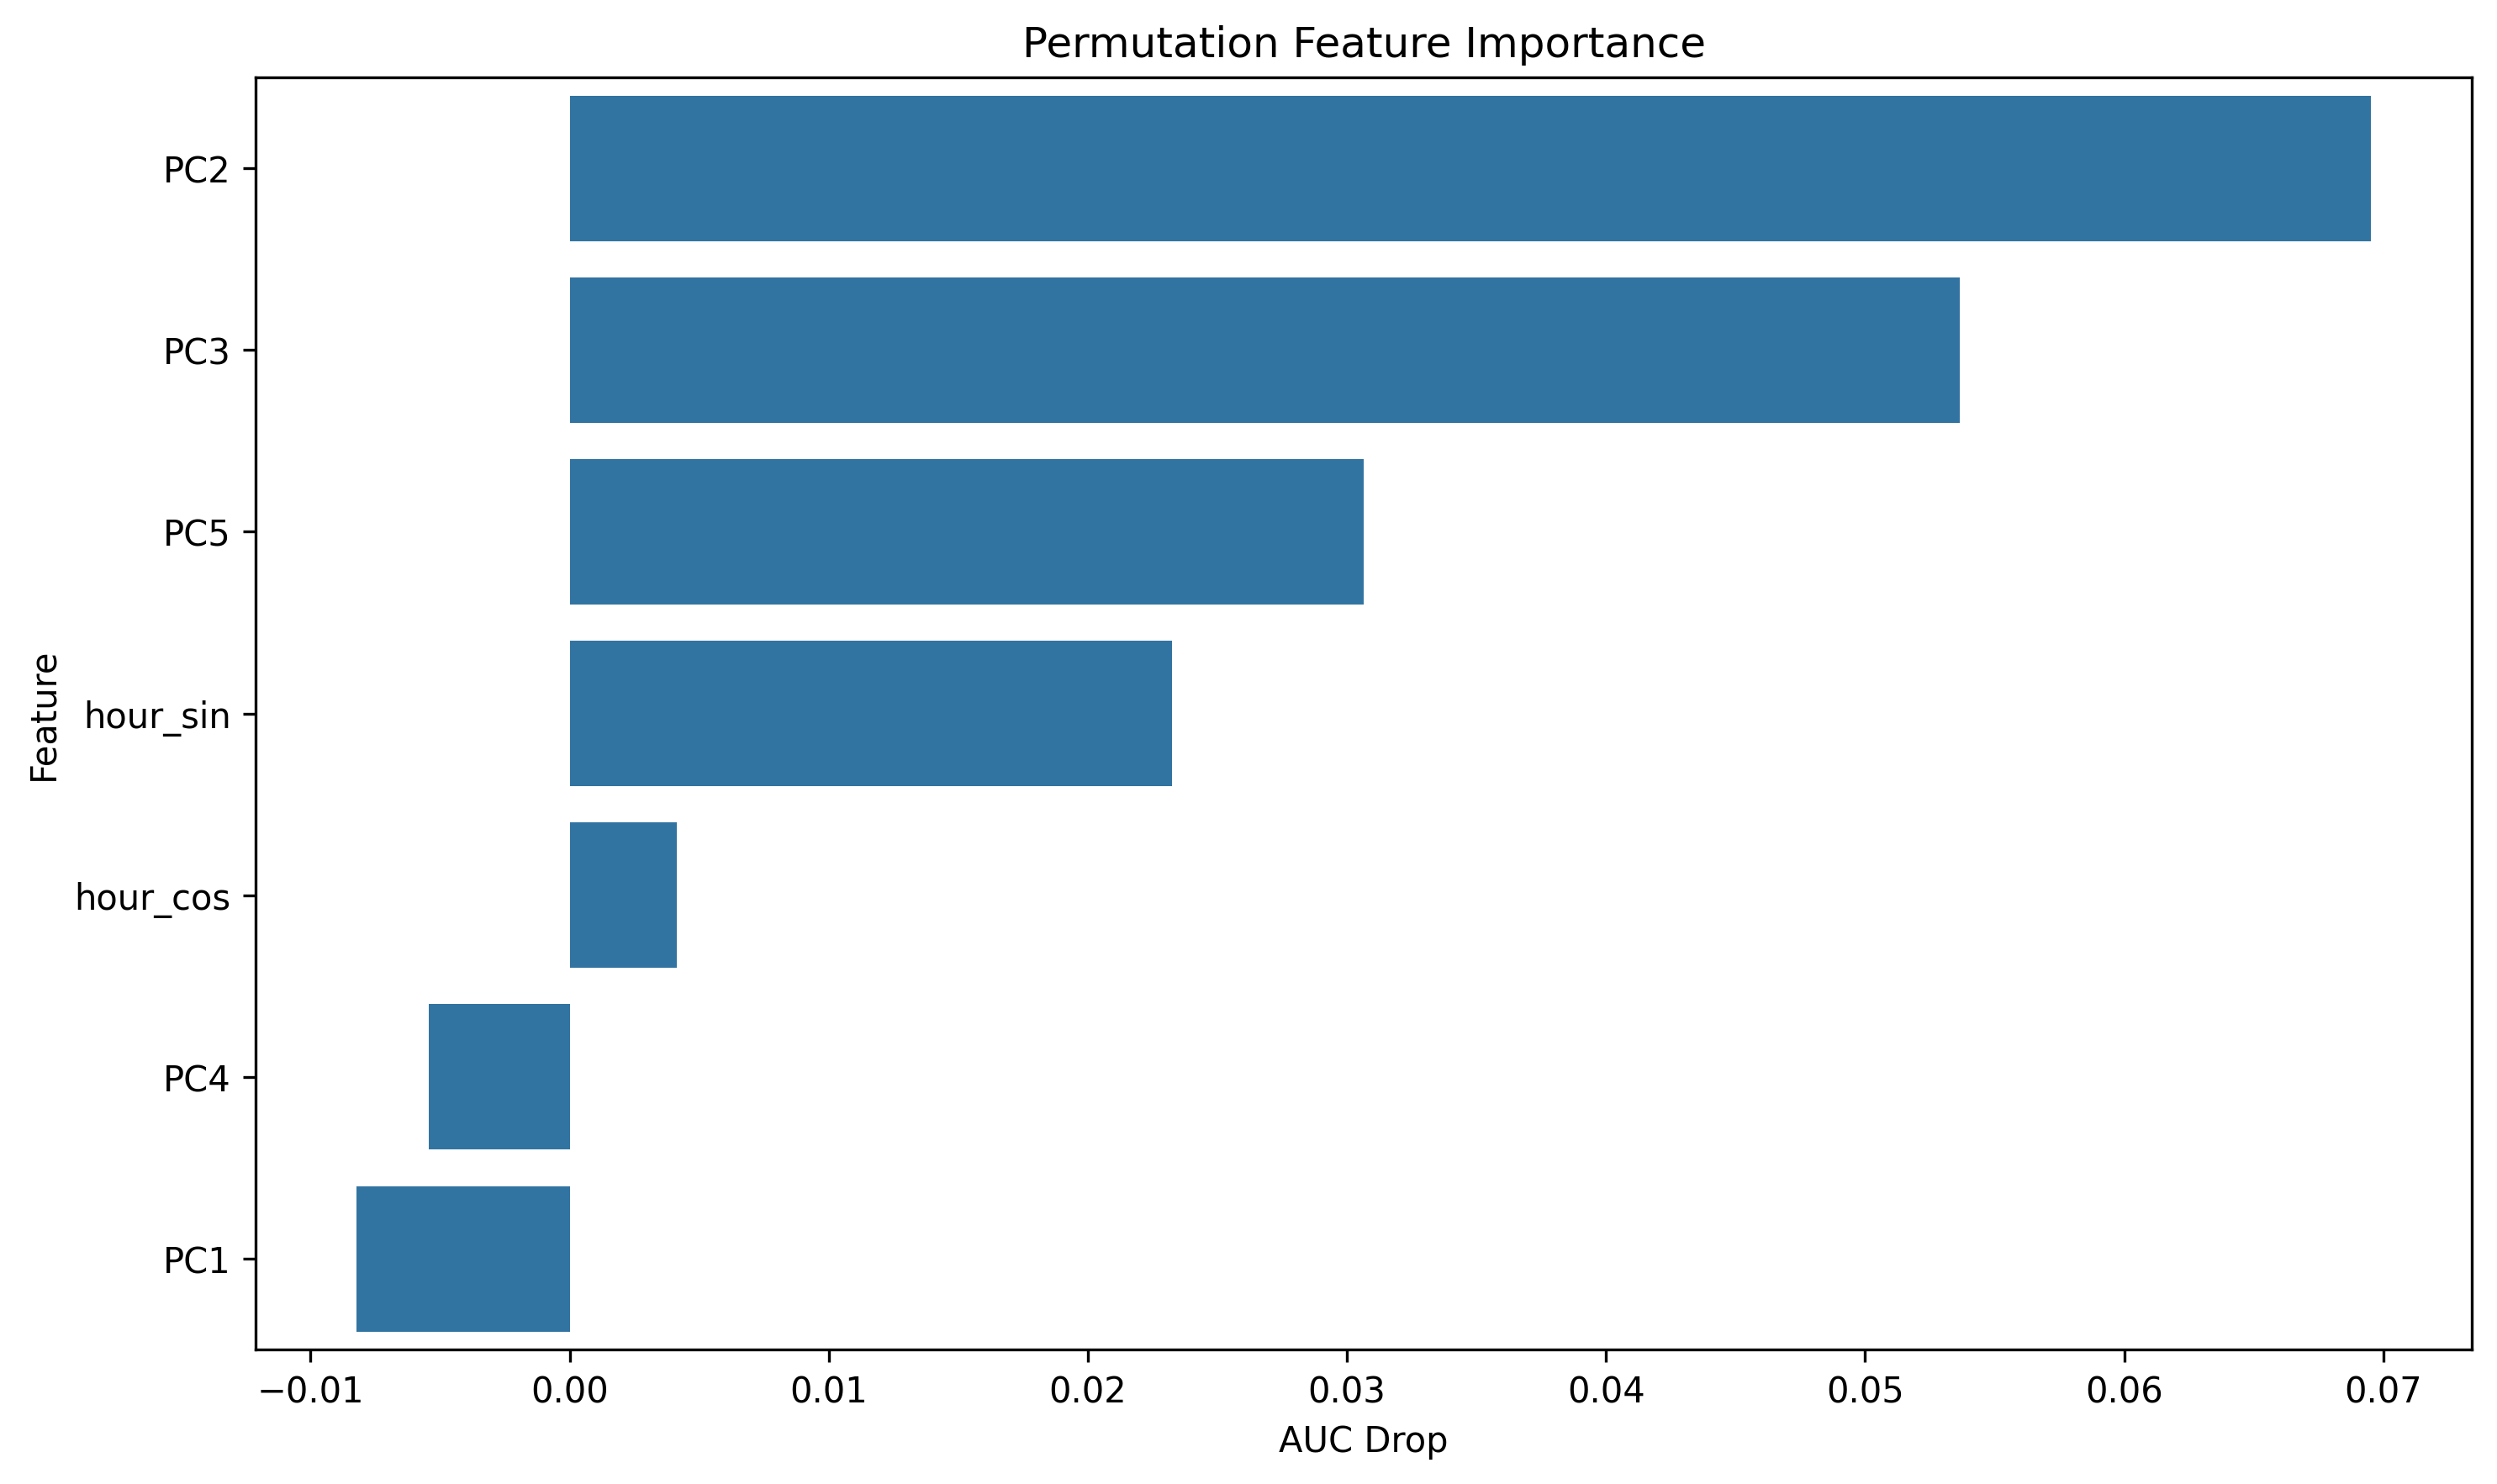 Permutation Feature Importance
PC2
PC3
PC5
hour_sin
hour_cos
PC4
PC1
Feature
−0.01 0.00 0.01 0.02 0.03 0.04 0.05 0.06 0.07
AUC Drop